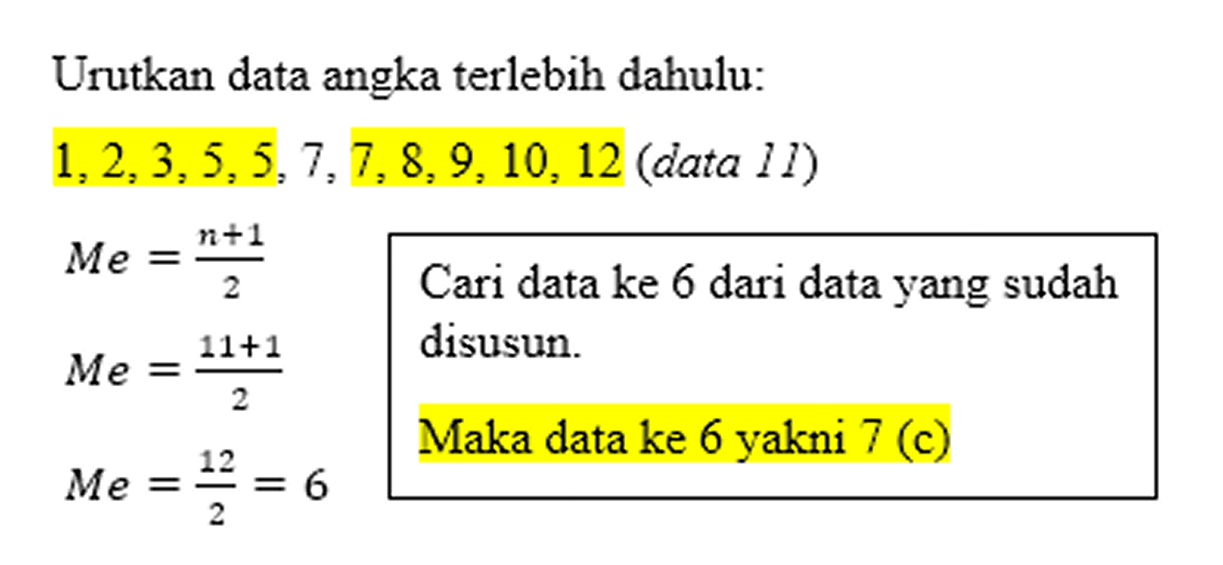 Urutkan data angka terlebih dahulu:
1, 2, 3, 5, 5, 7, 7, 8, 9, 10, 12 (data 11)
Me = \frac{n+1}{2}
Me = \frac{11+1}{2}
Me = \frac{12}{2} = 6
Cari data ke 6 dari data yang sudah
disusun.
Maka data ke 6 yakni 7 (c)